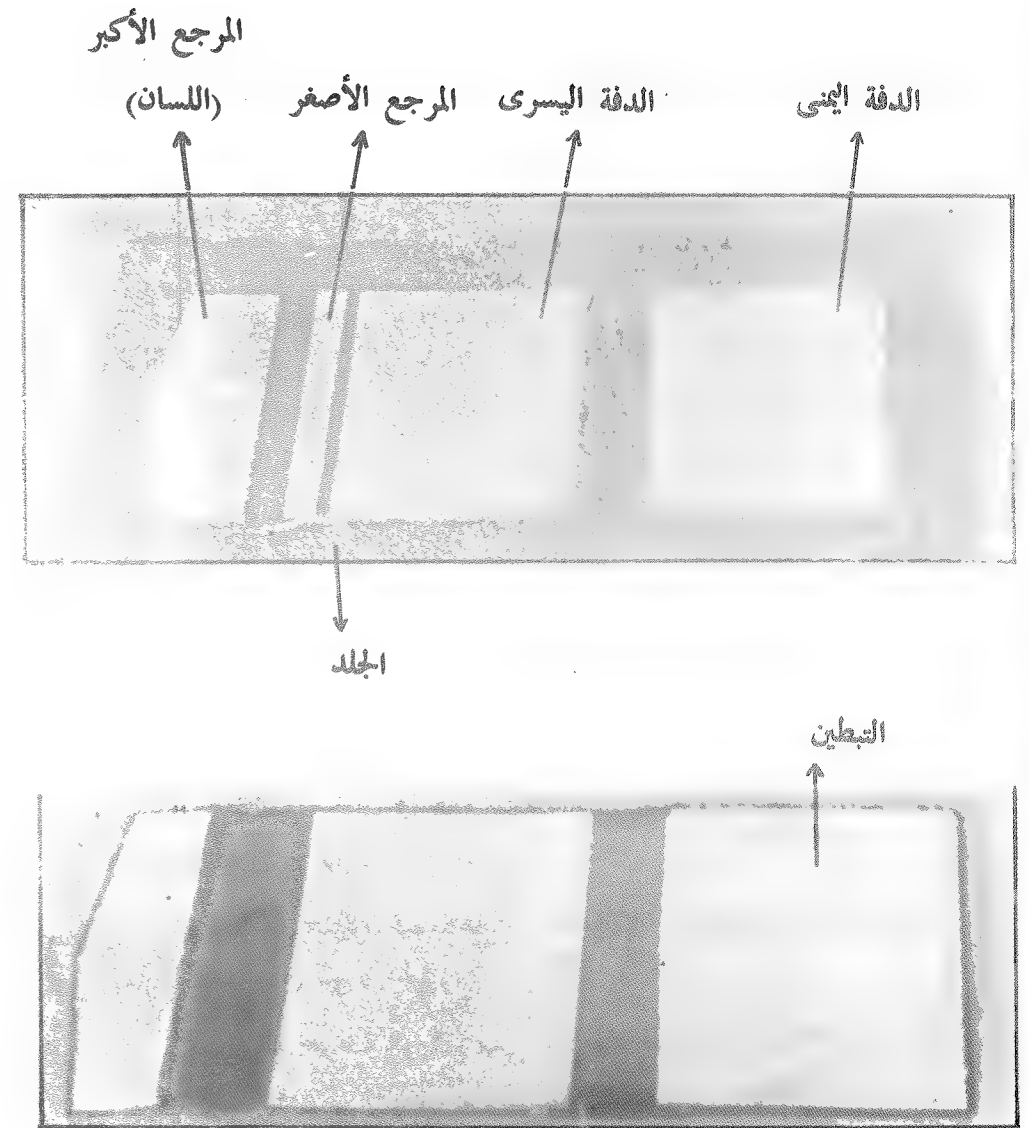 المرجع الأكبر
الدفة اليمنى الدفة اليسرى المرجع الأصغر (اللسان)
الجلد
التبطين